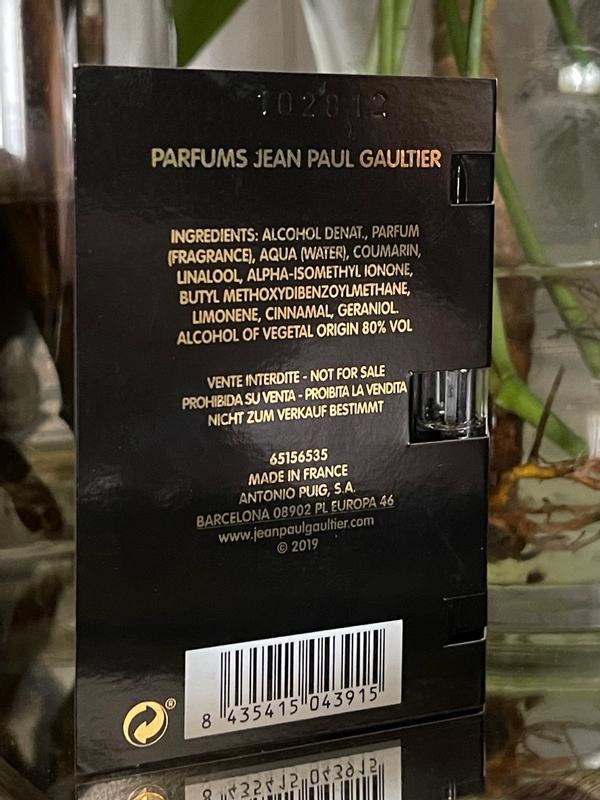 102012
PARFUMS JEAN PAUL GAULTIER
INGREDIENTS: ALCOHOL DENAT., PARFUM
(FRAGRANCE), AQUA (WATER), COUMARIN,
LINALOOL, ALPHA-ISOMETHYL IONONE,
BUTYL METHOXYDIBENZOYLMETHANE,
LIMONENE, CINNAMAL, GERANIOL.
ALCOHOL OF VEGETAL ORIGIN 80% VOL
VENTE INTERDITE - NOT FOR SALE
PROHIBIDA SU VENTA - PROIBITA LA VENDITA
NICHT ZUM VERKAUF BESTIMMT
65156535
MADE IN FRANCE
ANTONIO PUIG, S.A.
BARCELONA 08902 PL EUROPA 46
www.jeanpaulgaultier.com
© 2019
®
8 435415 043915